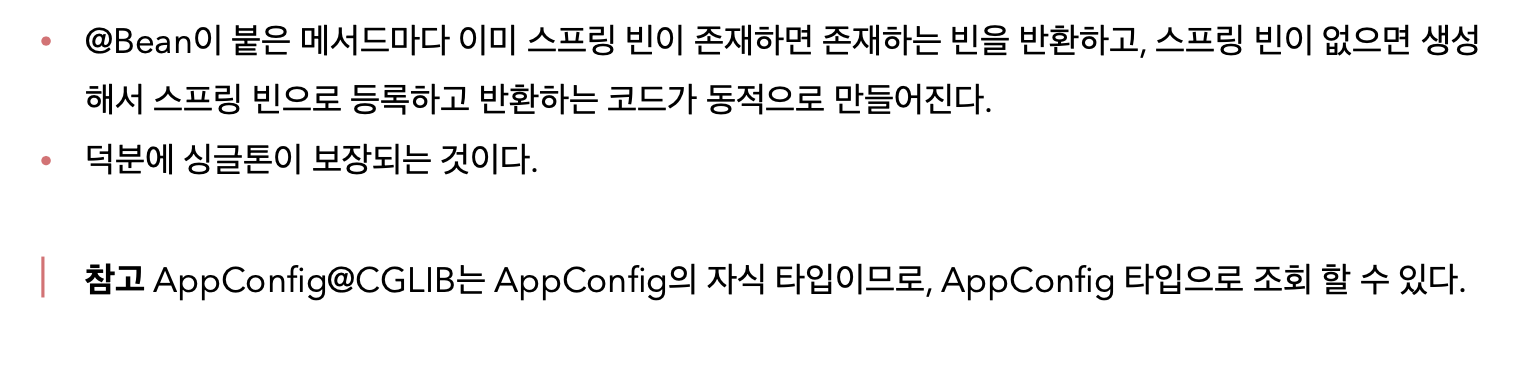 • @Bean이 붙은 메서드마다 이미 스프링 빈이 존재하면 존재하는 빈을 반환하고, 스프링 빈이 없으면 생성
해서 스프링 빈으로 등록하고 반환하는 코드가 동적으로 만들어진다.
• 덕분에 싱글톤이 보장되는 것이다.
참고 AppConfig@CGLIB는 AppConfig의 자식 타입이므로, AppConfig 타입으로 조회 할 수 있다.